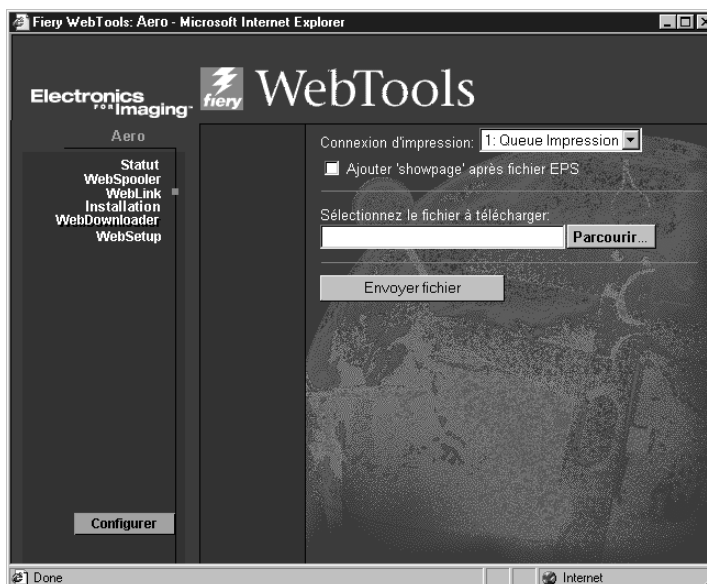 Fiery WebTools: Aero - Microsoft Internet Explorer
Electronics
FOR Imaging™
fiery
WebTools
Aero
Statut
WebSpooler
WebLink
Installation
WebDownloader
WebSetup
Configurer
Connexion d'impression: 1: Queue Impression
Ajouter 'showpage' après fichier EPS
Sélectionnez le fichier à télécharger:
Parcourir...
Envoyer fichier
Done
Internet